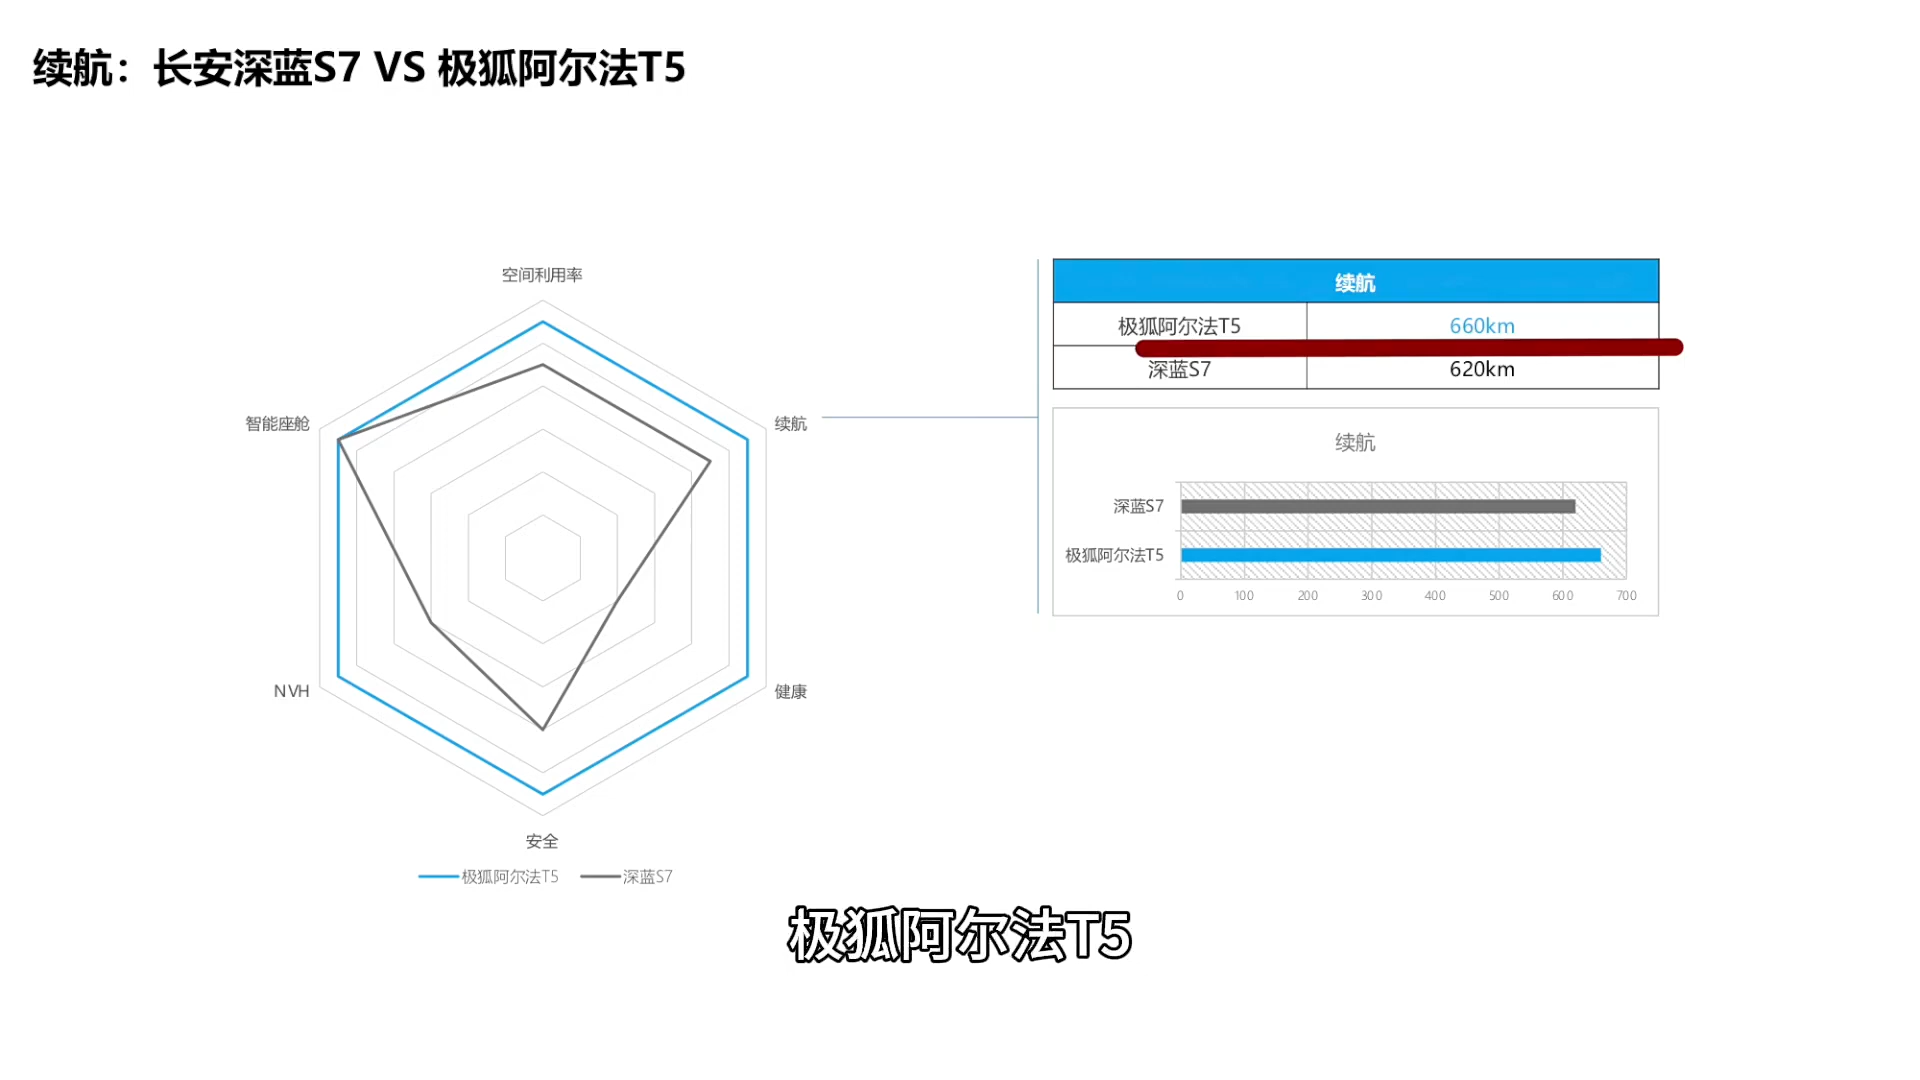 续航：长安深蓝S7 VS 极狐阿尔法T5
空间利用率
智能座舱
续航
NVH
健康
安全
极狐阿尔法T5
深蓝S7
续航
极狐阿尔法T5 660km
深蓝S7 620km
续航
深蓝S7
极狐阿尔法T5
0 100 200 300 400 500 600 700
极狐阿尔法T5